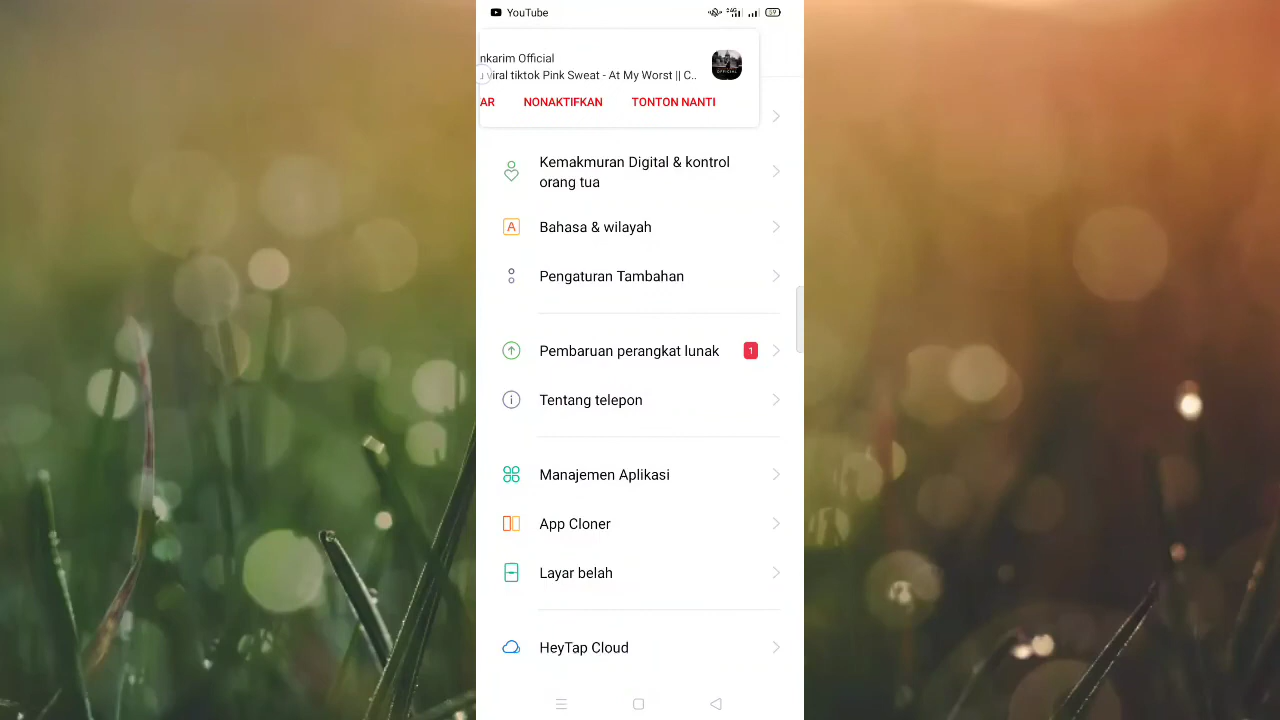 YouTube
nkarim Official
viral tiktok Pink Sweat - At My Worst || C..
AR NONAKTIFKAN TONTON NANTI
Kemakmuran Digital & kontrol
orang tua
Bahasa & wilayah
Pengaturan Tambahan
Pembaruan perangkat lunak 1
Tentang telepon
Manajemen Aplikasi
App Cloner
Layar belah
HeyTap Cloud